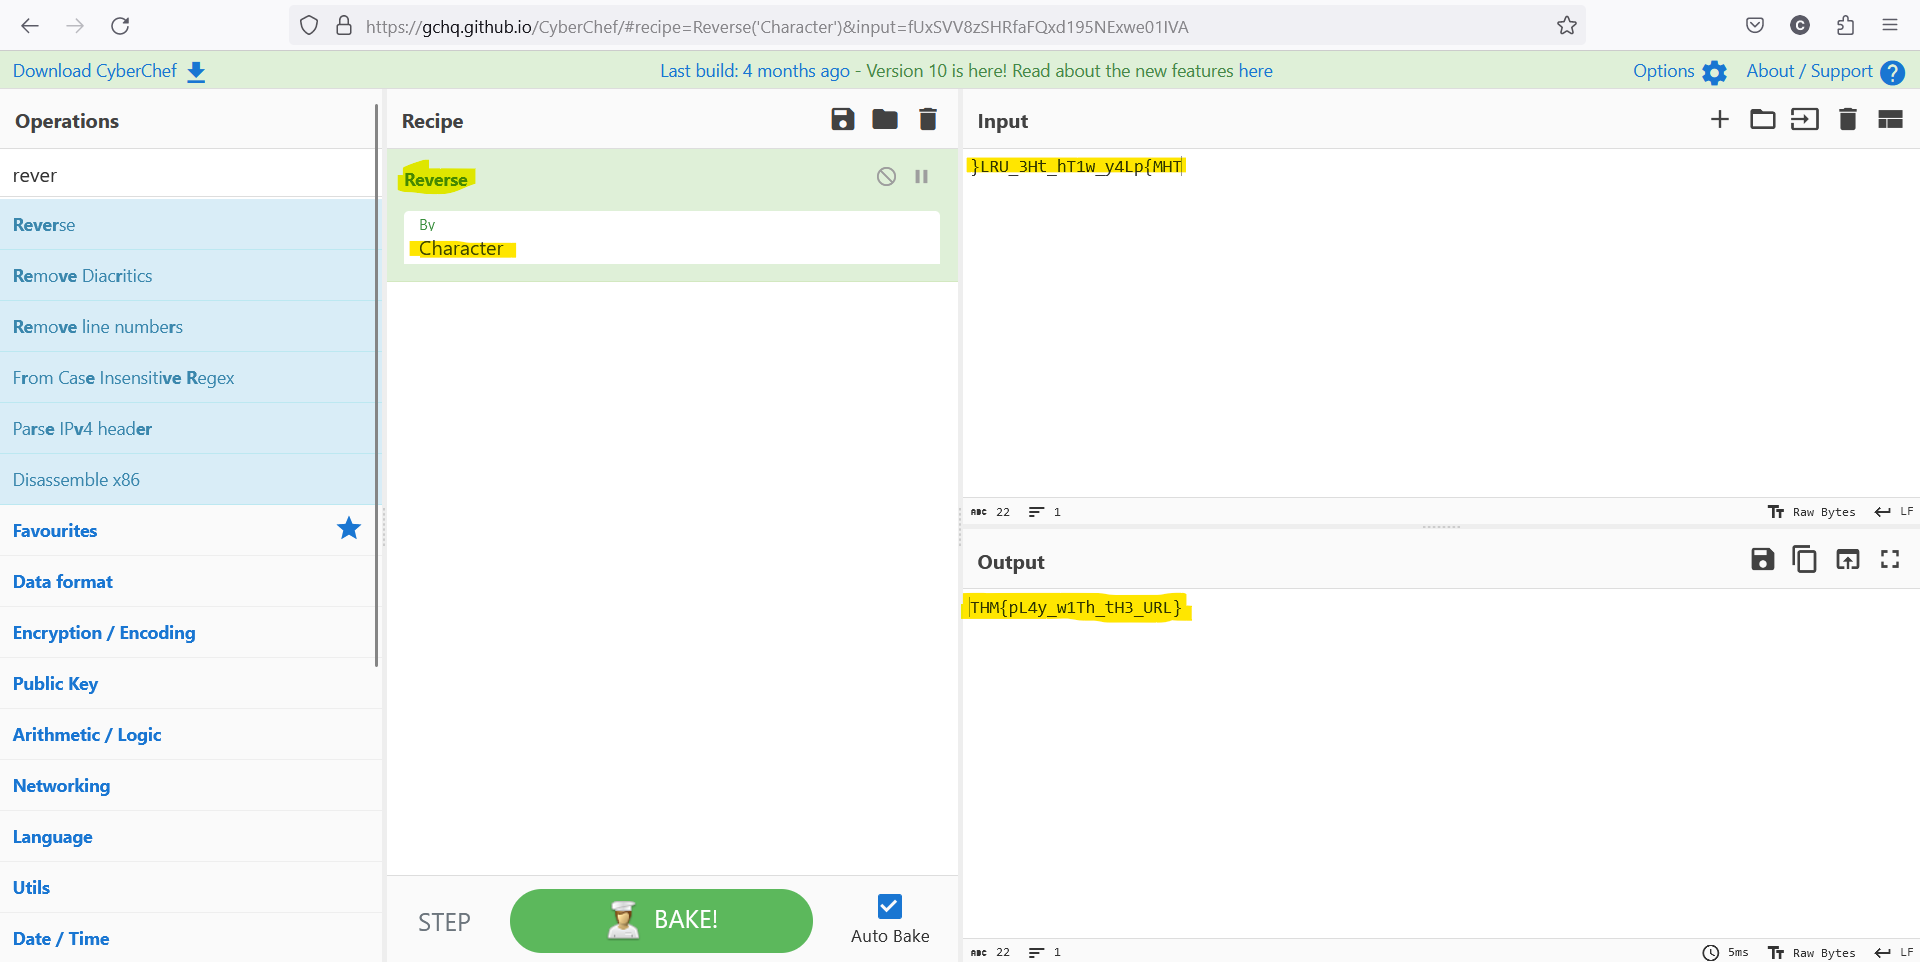 https://gchq.github.io/CyberChef/#recipe=Reverse('Character')&input=fUxSVV8zSHRfaFQxd195NExwe01IVA
C
Download CyberChef
Last build: 4 months ago - Version 10 is here! Read about the new features here
Options
About / Support
?
Operations
rever
Reverse
Remove Diacritics
Remove line numbers
From Case Insensitive Regex
Parse IPv4 header
Disassemble x86
Favourites
Data format
Encryption / Encoding
Public Key
Arithmetic / Logic
Networking
Language
Utils
Date / Time
Recipe
Reverse
By
Character
STEP
BAKE!
Auto Bake
Input
}LRU_3Ht_hT1w_y4Lp{MHT
ABC 22 1
Raw Bytes LF
Output
THM{pL4y_w1Th_tH3_URL}
ABC 22 1
5ms Raw Bytes LF